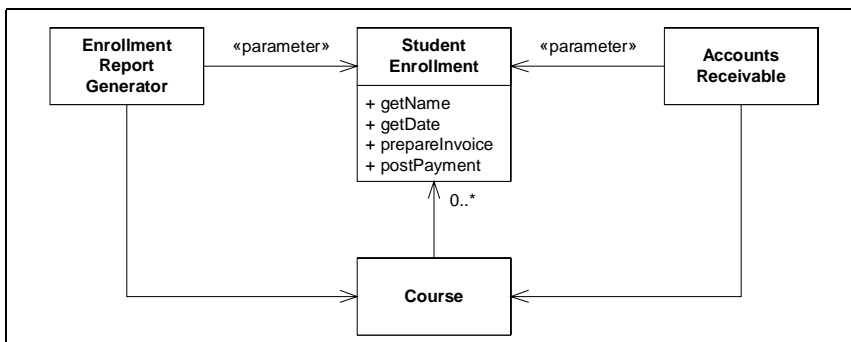 Enrollment
Report
Generator
«parameter»
Student
Enrollment
+ getName
+ getDate
+ prepareInvoice
+ postPayment
«parameter»
Accounts
Receivable
0..*
Course